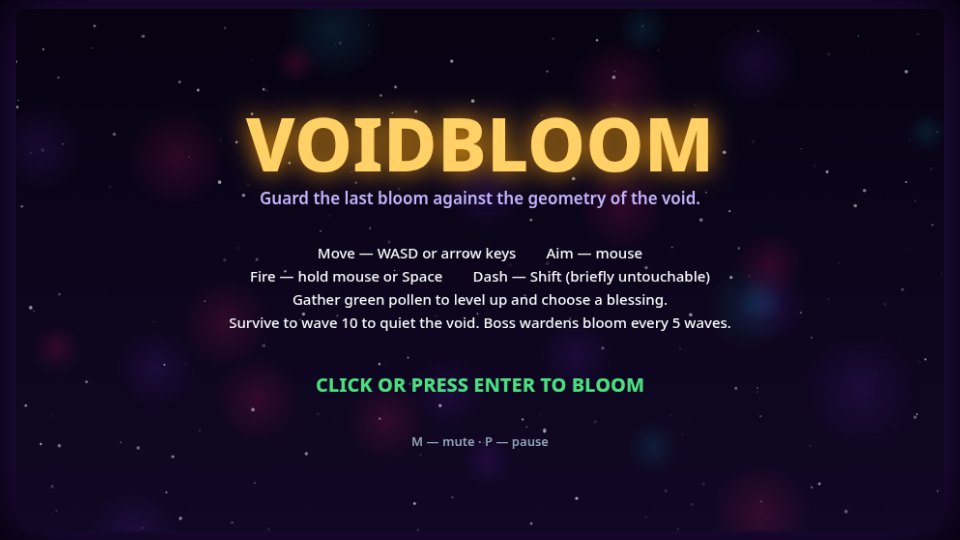 VOIDBLOOM
Guard the last bloom against the geometry of the void.
Move — WASD or arrow keys Aim — mouse
Fire — hold mouse or Space Dash — Shift (briefly untouchable)
Gather green pollen to level up and choose a blessing.
Survive to wave 10 to quiet the void. Boss wardens bloom every 5 waves.
CLICK OR PRESS ENTER TO BLOOM
M — mute · P — pause